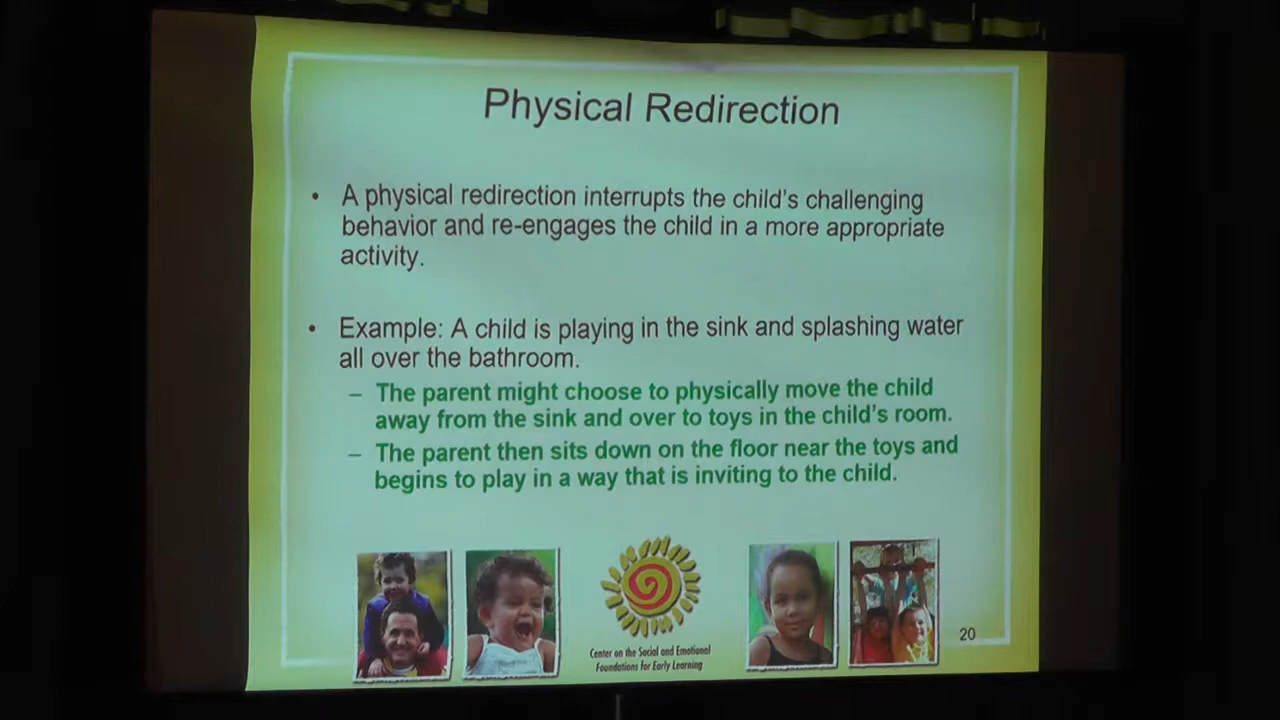 Physical Redirection
• A physical redirection interrupts the child's challenging
behavior and re-engages the child in a more appropriate
activity.
• Example: A child is playing in the sink and splashing water
all over the bathroom.
– The parent might choose to physically move the child
away from the sink and over to toys in the child's room.
– The parent then sits down on the floor near the toys and
begins to play in a way that is inviting to the child.
Center on the Social and Emotional
Foundations for Early Learning
20